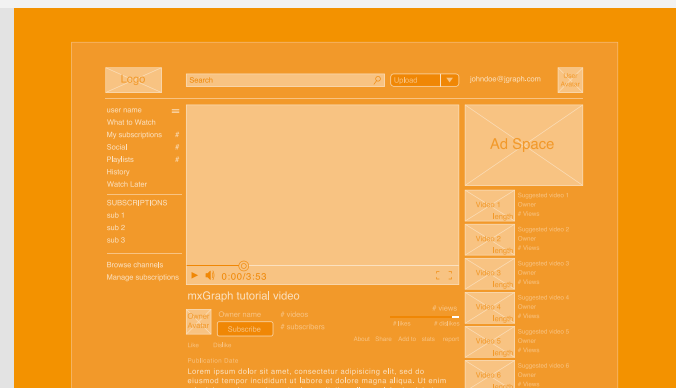 Logo
Search
Upload
johndoe@jgraph.com
User
Avatar
user name
What to Watch
My subscriptions #
Social #
Playlists #
History
Watch Later
SUBSCRIPTIONS
sub 1
sub 2
sub 3
Browse channels
Manage subscriptions
0:00/3:53
mxGraph tutorial video
Owner
Avatar
Owner name
# videos
Subscribe
# subscribers
# views
# likes
# dislikes
Like
Dislike
About Share Add to stats report
Publication Date
Lorem ipsum dolor sit amet, consectetur adipisicing elit, sed do
eiusmod tempor incididunt ut labore et dolore magna aliqua. Ut enim
Ad Space
Video 1
length
Suggested video 1
Owner
# Views
Video 2
length
Suggested video 2
Owner
# Views
Video 3
length
Suggested video 3
Owner
# Views
Video 4
length
Suggested video 4
Owner
# Views
Video 5
length
Suggested video 5
Owner
# Views
Video 6
length
Suggested video 6
Owner
# Views